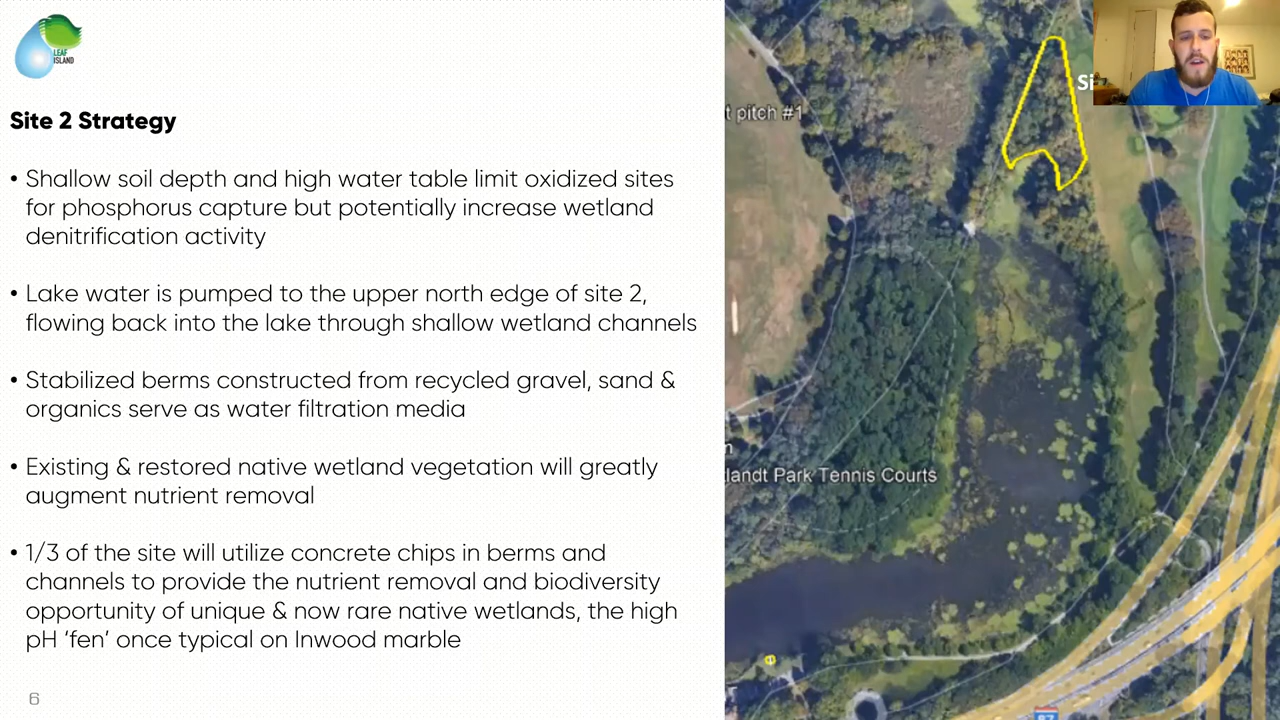 LEAF
ISLAND
Site 2 Strategy
• Shallow soil depth and high water table limit oxidized sites
for phosphorus capture but potentially increase wetland
denitrification activity
• Lake water is pumped to the upper north edge of site 2,
flowing back into the lake through shallow wetland channels
• Stabilized berms constructed from recycled gravel, sand &
organics serve as water filtration media
• Existing & restored native wetland vegetation will greatly
augment nutrient removal
• 1/3 of the site will utilize concrete chips in berms and
channels to provide the nutrient removal and biodiversity
opportunity of unique & now rare native wetlands, the high
pH ‘fen’ once typical on Inwood marble
6
t pitch #1
Si
n
landt Park Tennis Courts
87